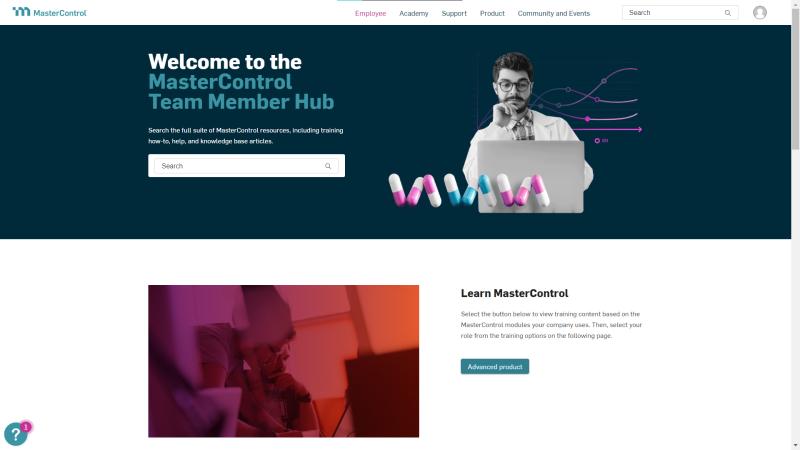 MasterControl
Employee
Academy
Support
Product
Community and Events
Search
Welcome to the
MasterControl
Team Member Hub
Search the full suite of MasterControl resources, including training
how-to, help, and knowledge base articles.
Search
Learn MasterControl
Select the button below to view training content based on the
MasterControl modules your company uses. Then, select your
role from the training options on the following page.
Advanced product
?
1